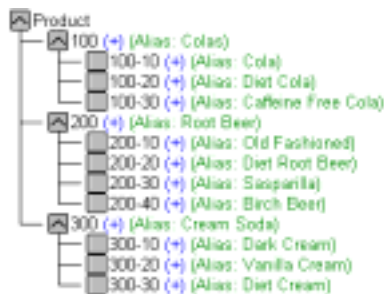 Product
100 (+) (Alias: Colas)
100-10 (+) (Alias: Cola)
100-20 (+) (Alias: Diet Cola)
100-30 (+) (Alias: Caffeine Free Cola)
200 (+) (Alias: Root Beer)
200-10 (+) (Alias: Old Fashioned)
200-20 (+) (Alias: Diet Root Beer)
200-30 (+) (Alias: Sasparilla)
200-40 (+) (Alias: Birch Beer)
300 (+) (Alias: Cream Soda)
300-10 (+) (Alias: Dark Cream)
300-20 (+) (Alias: Vanilla Cream)
300-30 (+) (Alias: Diet Cream)